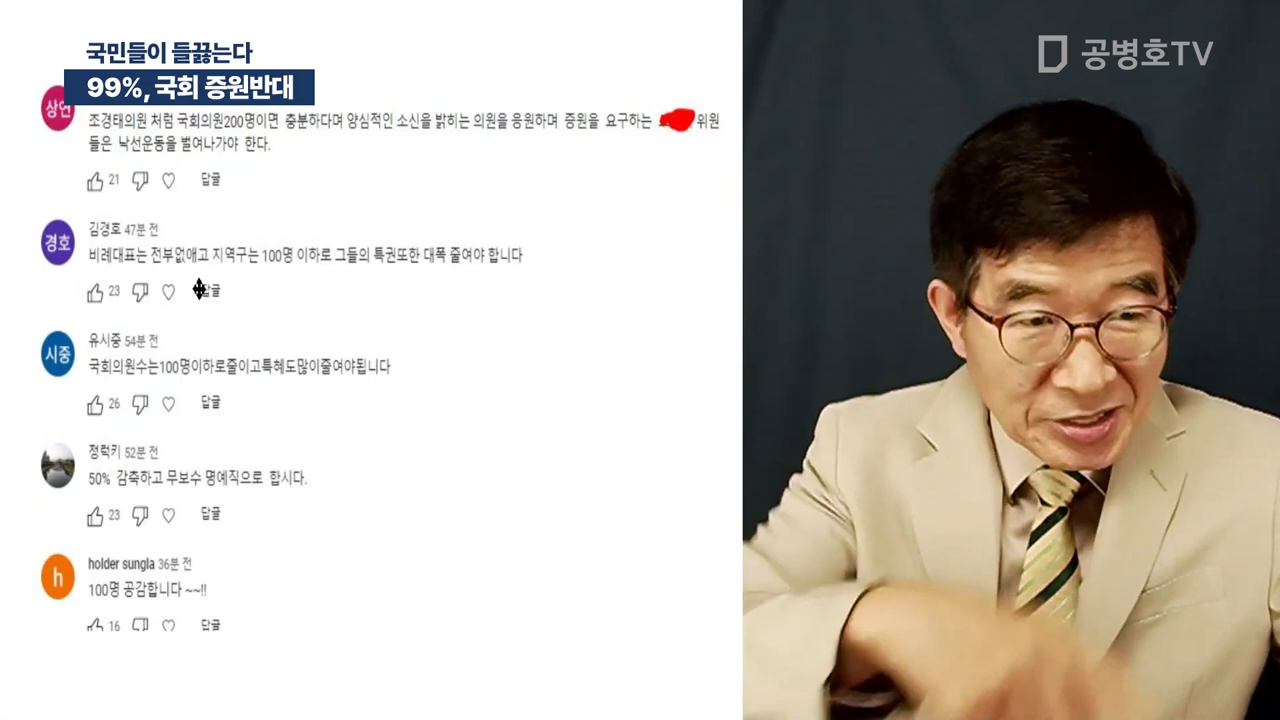 국민들이 들끓는다
99%, 국회 증원반대
공병호TV
상연
조경태의원 처럼 국회의원200명이면 충분하다며 양심적인 소신을 밝히는 의원을 응원하며 증원을 요구하는 위원
들은 낙선운동을 벌여나가야 한다.
21 답글
경호
김경호 47분 전
비례대표는 전부없애고 지역구는 100명 이하로 그들의 특권또한 대폭 줄여야 합니다
23 답글
시중
유시중 54분 전
국회의원수는100명이하로줄이고특혜도많이줄여야됩니다
26 답글
정럭키 52분 전
50% 감축하고 무보수 명예직으로 합시다.
23 답글
h
holder sungla 36분 전
100명 공감합니다 ~~!!
16 답글